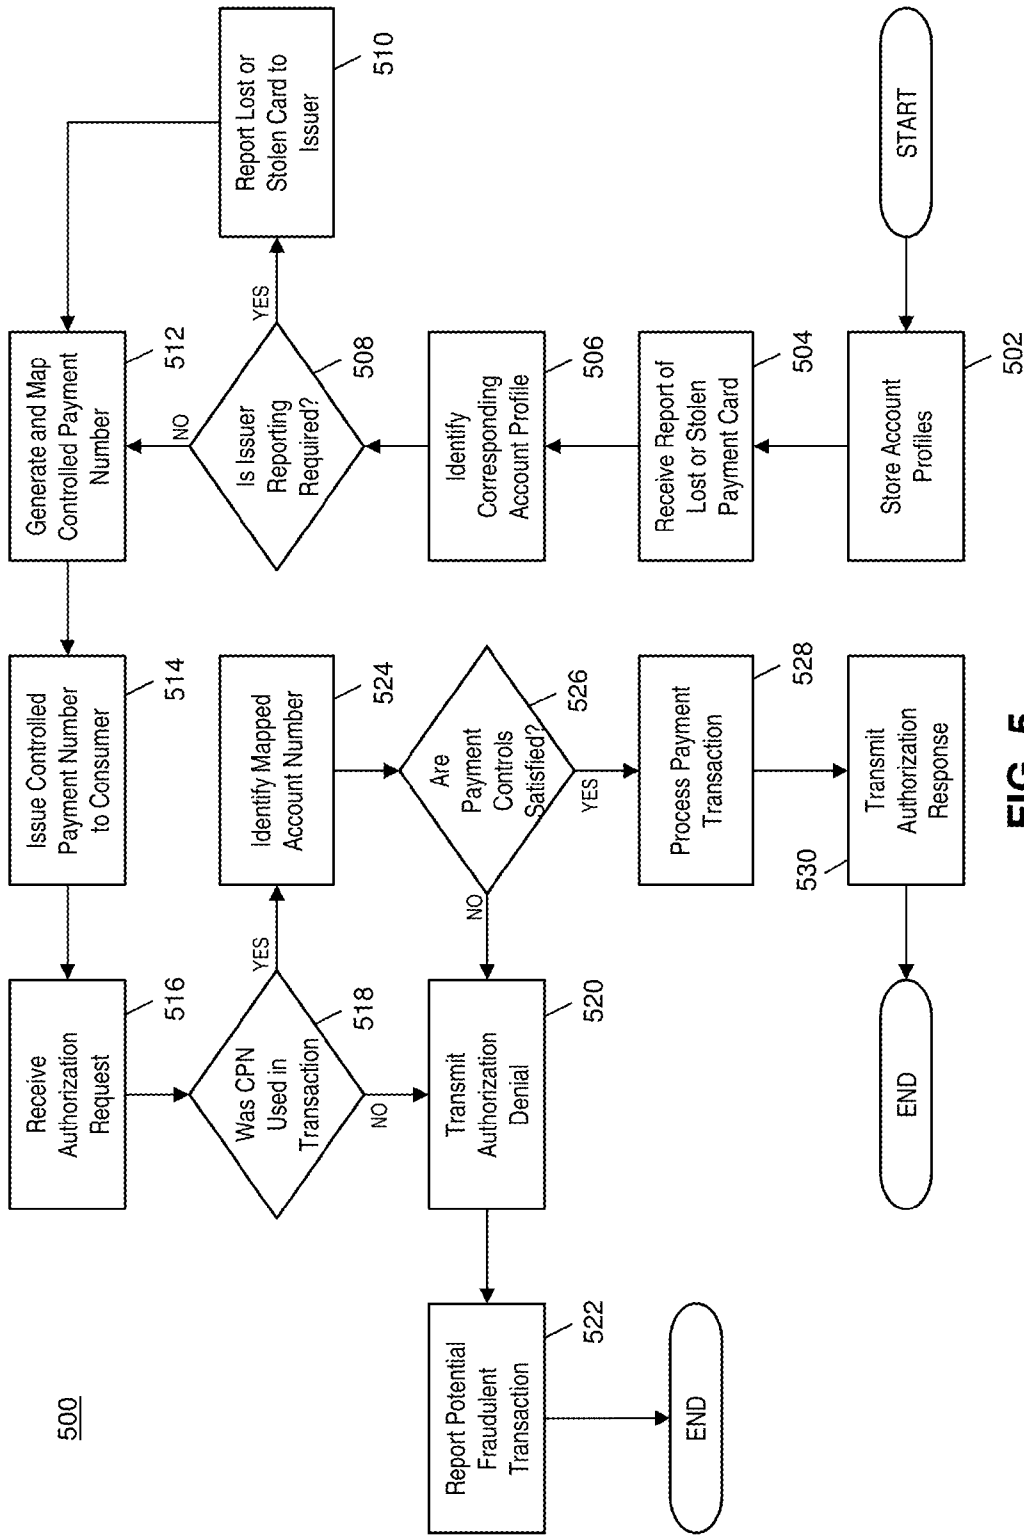 500
START
Store Account
Profiles
502
Receive Report of
Lost or Stolen
Payment Card
504
Identify
Corresponding
Account Profile
506
Is Issuer
Reporting
Required?
508
YES
NO
Report Lost or
Stolen Card to
Issuer
510
Generate and Map
Controlled Payment
Number
512
Issue Controlled
Payment Number
to Consumer
514
Receive
Authorization
Request
516
Was CPN
Used in
Transaction
518
YES
NO
Transmit
Authorization
Denial
520
Report Potential
Fraudulent
Transaction
522
END
Identify Mapped
Account Number
524
Are
Payment
Controls
Satisfied?
526
NO
YES
Process Payment
Transaction
528
Transmit
Authorization
Response
530
END
FIG. 5